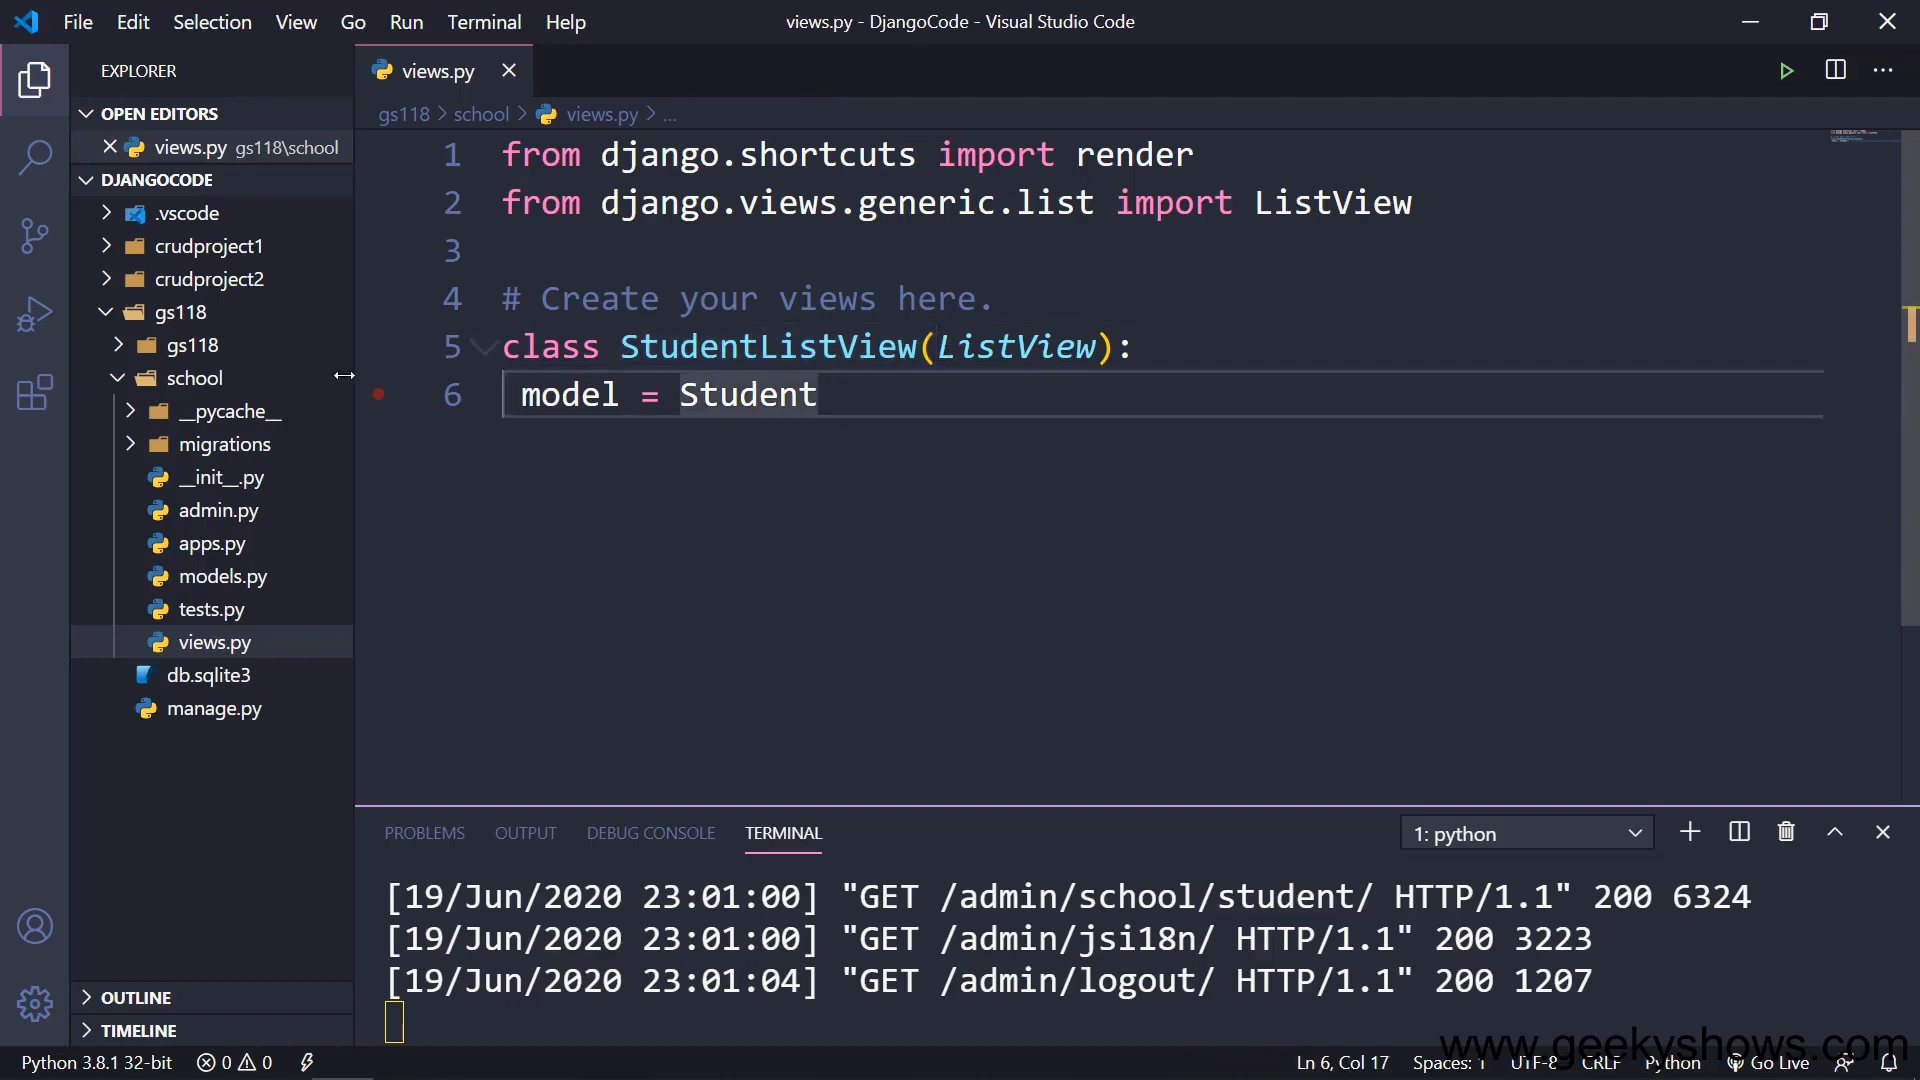 File Edit Selection View Go Run Terminal Help
views.py - DjangoCode - Visual Studio Code
EXPLORER
OPEN EDITORS
views.py gs118\school
DJANGOCODE
.vscode
crudproject1
crudproject2
gs118
gs118
school
__pycache__
migrations
__init__.py
admin.py
apps.py
models.py
tests.py
views.py
db.sqlite3
manage.py
OUTLINE
TIMELINE
views.py
gs118 > school > views.py > ...
1 from django.shortcuts import render
2 from django.views.generic.list import ListView
3
4 # Create your views here.
5 class StudentListView(ListView):
6 model = Student
PROBLEMS OUTPUT DEBUG CONSOLE TERMINAL
1: python
[19/Jun/2020 23:01:00] "GET /admin/school/student/ HTTP/1.1" 200 6324
[19/Jun/2020 23:01:00] "GET /admin/jsi18n/ HTTP/1.1" 200 3223
[19/Jun/2020 23:01:04] "GET /admin/logout/ HTTP/1.1" 200 1207
www.geekyshows.com
Python 3.8.1 32-bit 0 0 Ln 6, Col 17 Spaces: 1 UTF-8 CRLF Python Go Live